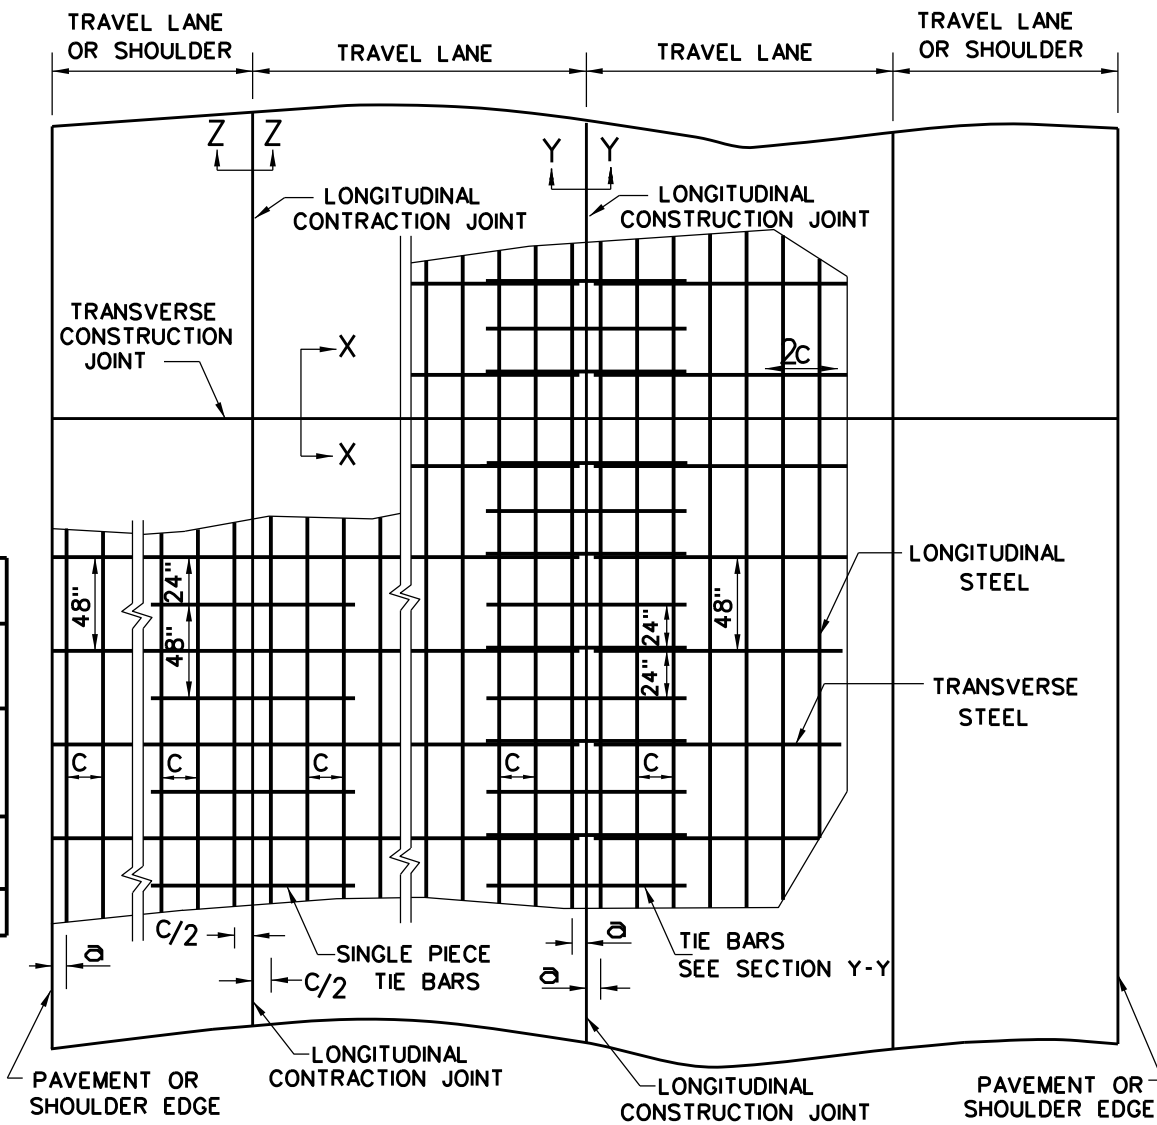 TRAVEL LANE
OR SHOULDER
TRAVEL LANE
TRAVEL LANE
TRAVEL LANE
OR SHOULDER
Z Z
Y Y
LONGITUDINAL
CONTRACTION JOINT
LONGITUDINAL
CONSTRUCTION JOINT
TRANSVERSE
CONSTRUCTION
JOINT
X
X
2c
48"
24"
48"
24"
24"
48"
LONGITUDINAL
STEEL
TRANSVERSE
STEEL
C
C
C
C
C
C/2
a
C/2
a
a
SINGLE PIECE
TIE BARS
TIE BARS
SEE SECTION Y-Y
LONGITUDINAL
CONTRACTION JOINT
LONGITUDINAL
CONSTRUCTION JOINT
PAVEMENT OR
SHOULDER EDGE
PAVEMENT OR
SHOULDER EDGE